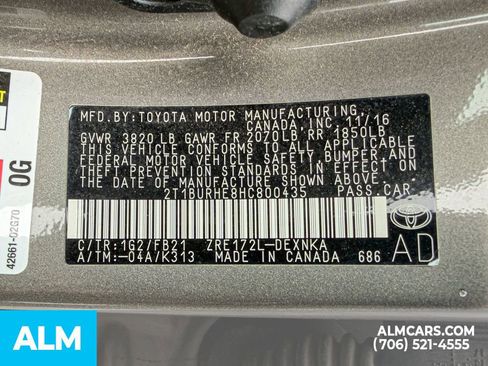 MFD. BY: TOYOTA MOTOR MANUFACTURING,
CANADA, INC. 11/16
GVWR 3820 LB GAWR FR 2020LB RR 1850LB
THIS VEHICLE CONFORMS TO ALL APPLICABLE
FEDERAL MOTOR VEHICLE SAFETY, BUMPER, AND
THEFT PREVENTION STANDARDS IN EFFECT ON
THE DATE OF MANUFACTURE SHOWN ABOVE.
2T1BURHE8HC800435 PASS. CAR
C/TR: 1G2/FB21 ZRE172L-DEXNKA
A/TM: -04A/K313 MADE IN CANADA 686
AD
0G
42661-02G70
ALM
ALMCARS.COM
(706) 521-4555